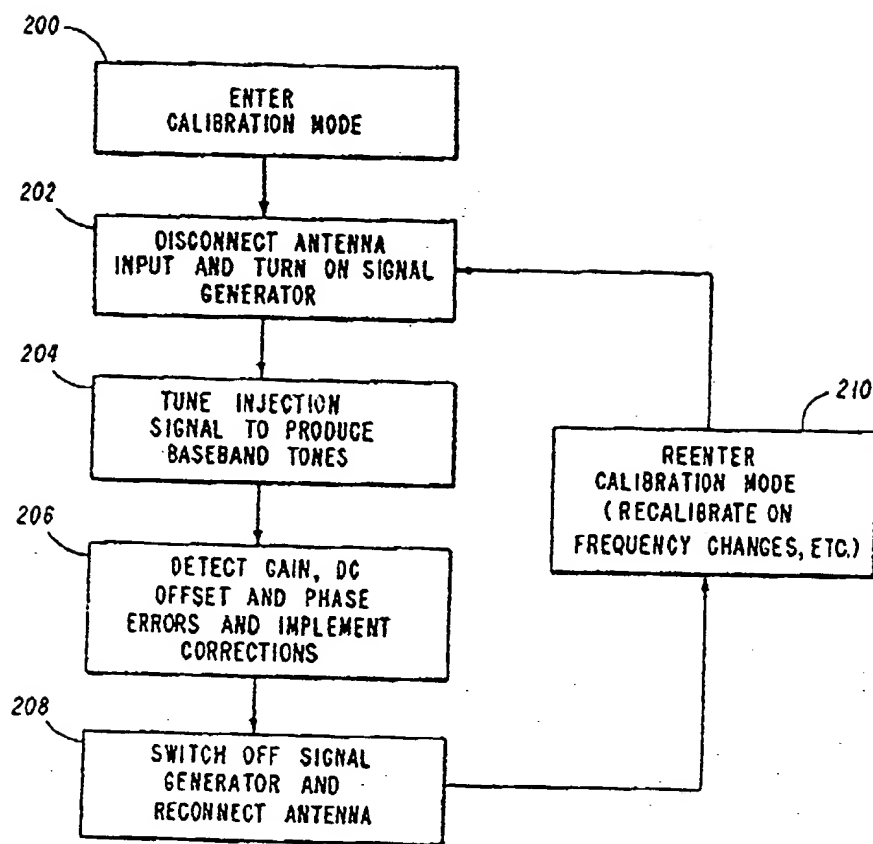 200
ENTER
CALIBRATION MODE
202
DISCONNECT ANTENNA
INPUT AND TURN ON SIGNAL
GENERATOR
204
TUNE INJECTION
SIGNAL TO PRODUCE
BASEBAND TONES
206
DETECT GAIN, DC
OFFSET AND PHASE
ERRORS AND IMPLEMENT
CORRECTIONS
208
SWITCH OFF SIGNAL
GENERATOR AND
RECONNECT ANTENNA
210
REENTER
CALIBRATION MODE
(RECALIBRATE ON
FREQUENCY CHANGES, ETC.)